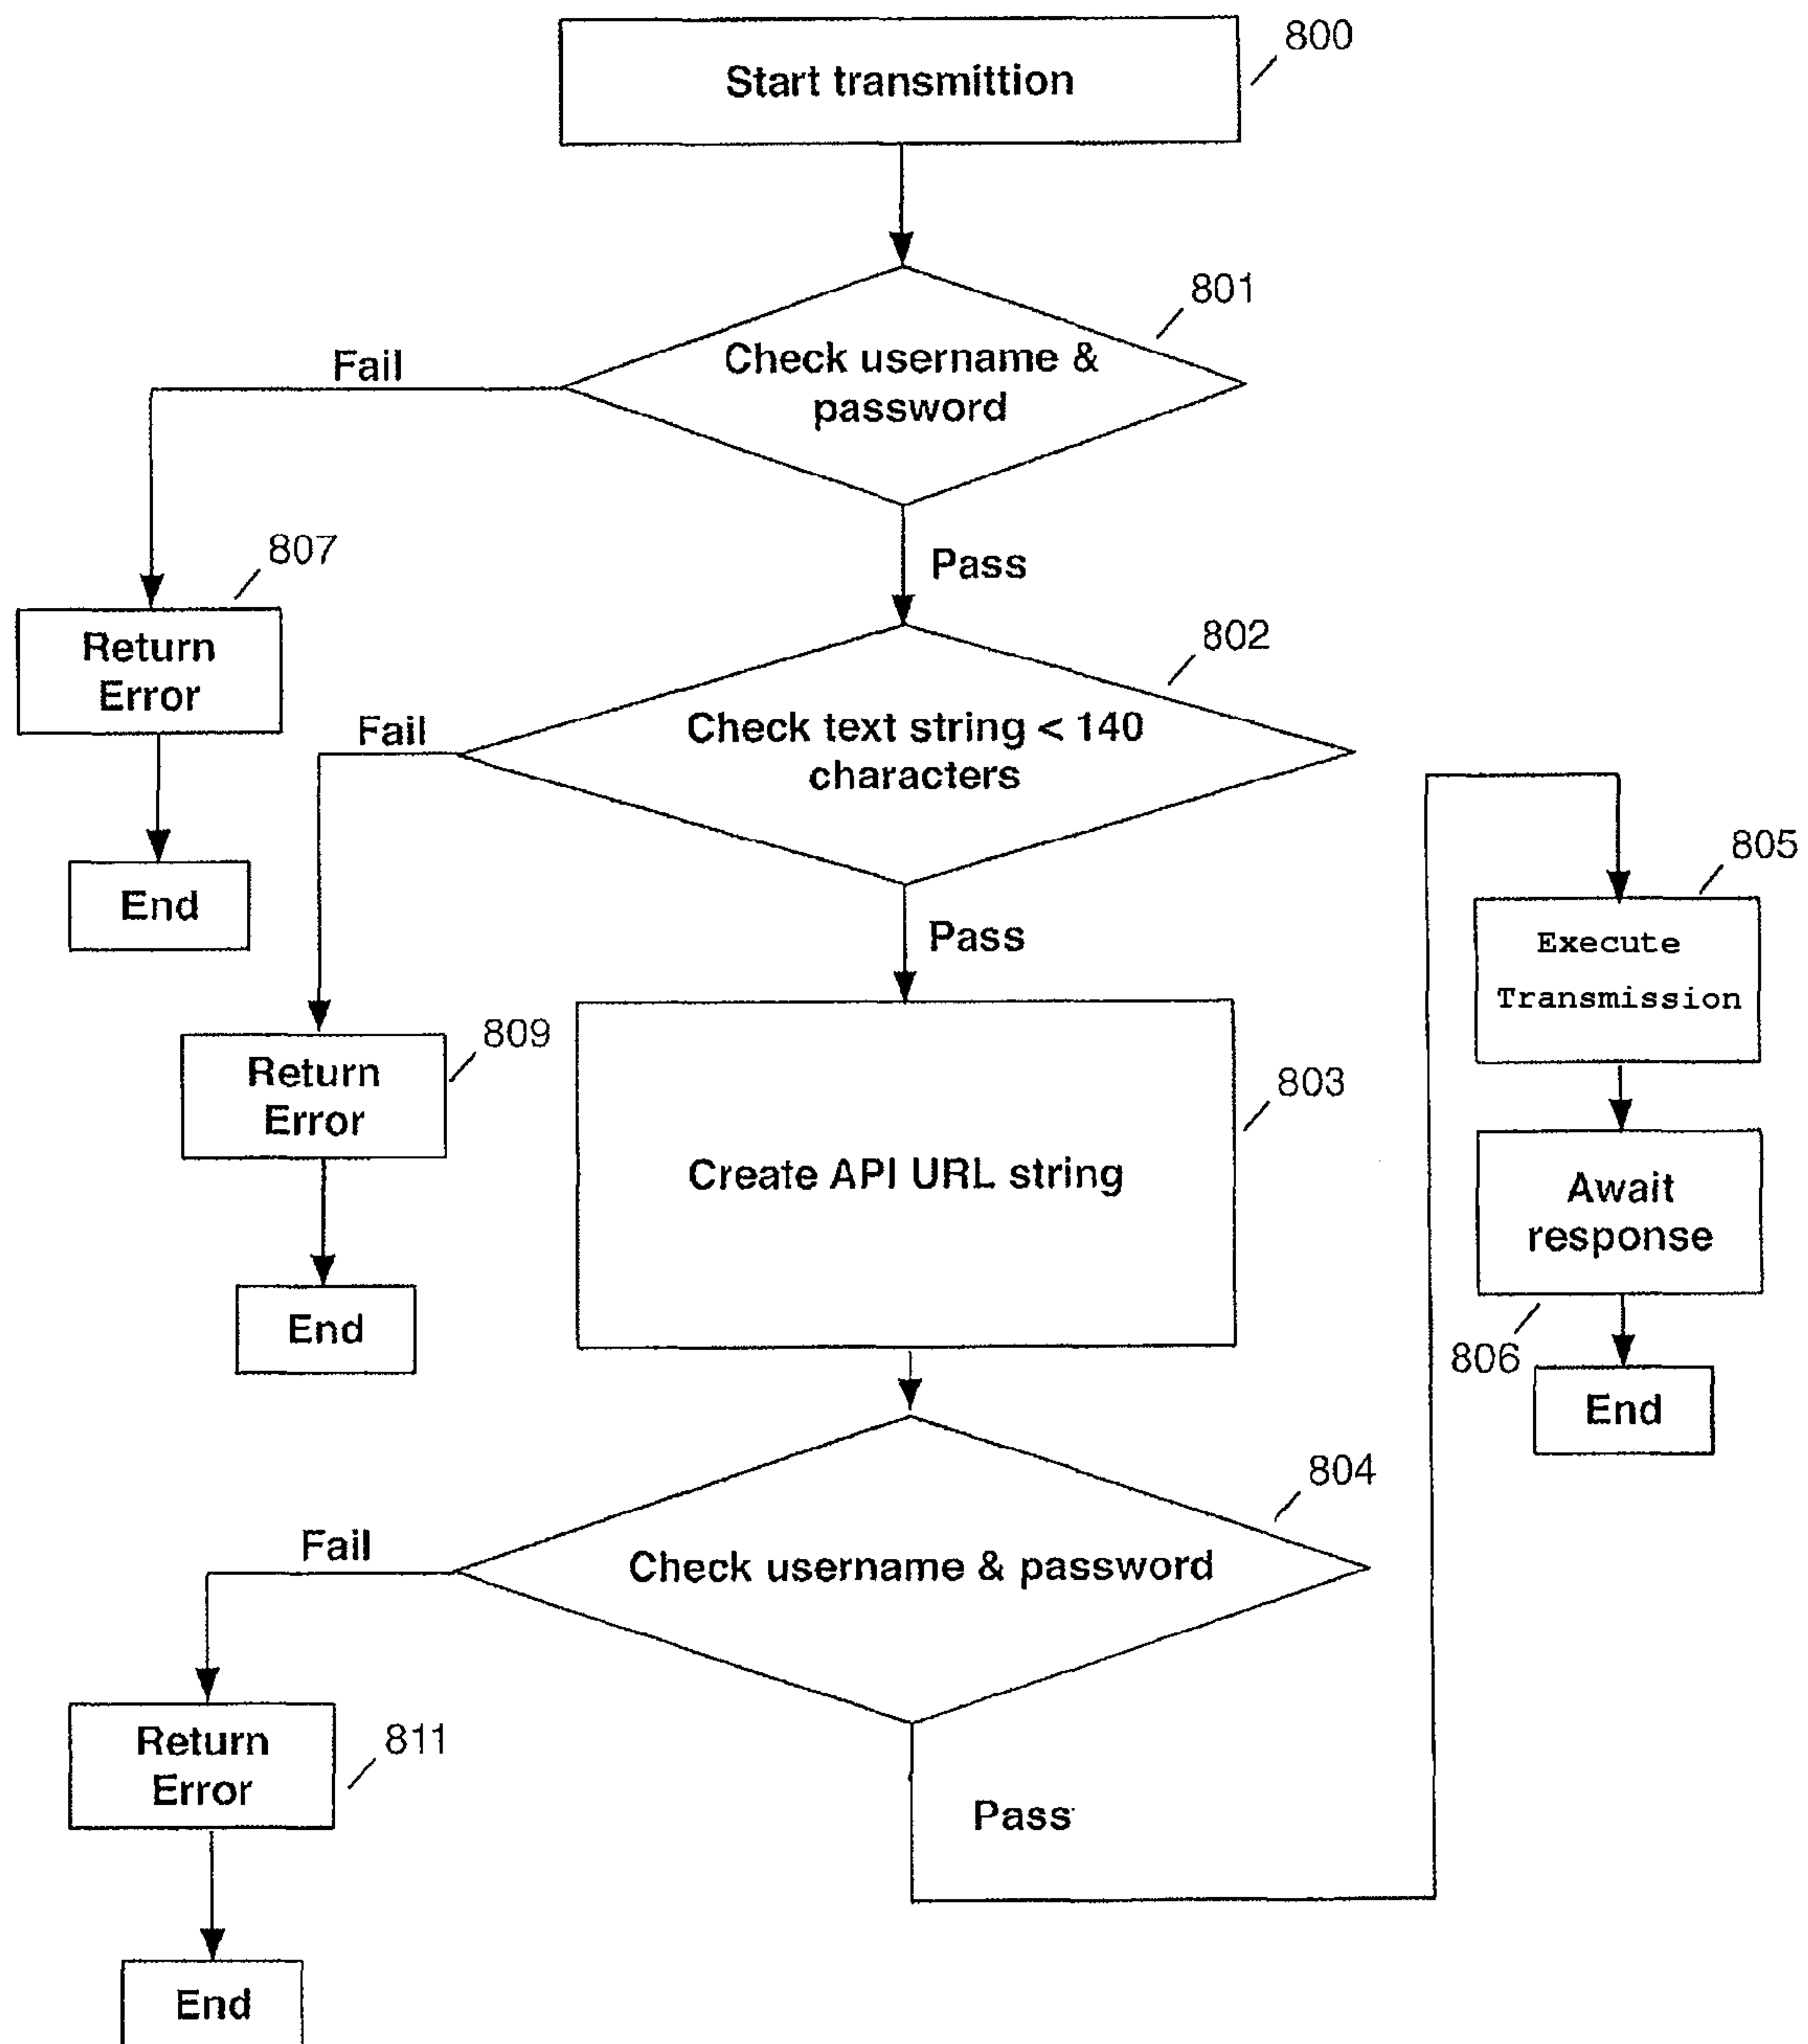 Start transmittion
800
801
Check username &
password
Fail
Pass
807
Return
Error
End
802
Check text string < 140
characters
Fail
Pass
809
Return
Error
End
803
Create API URL string
804
Check username & password
Fail
Pass
811
Return
Error
End
805
Execute
Transmission
Await
response
806
End